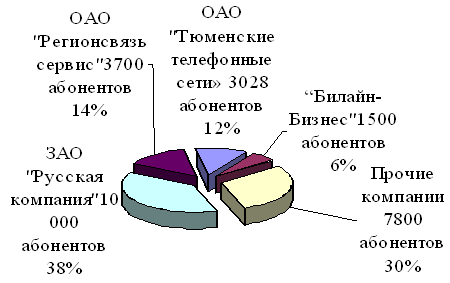 ОАО
"Регионсвязь
сервис"3700
абонентов
14%
ОАО
"Тюменские
телефонные
сети» 3028
абонентов
12%
“Билайн-
Бизнес"1500
абонентов
6%
Прочие
компании
7800
абонентов
30%
ЗАО
"Русская
компания"10
000
абонентов
38%